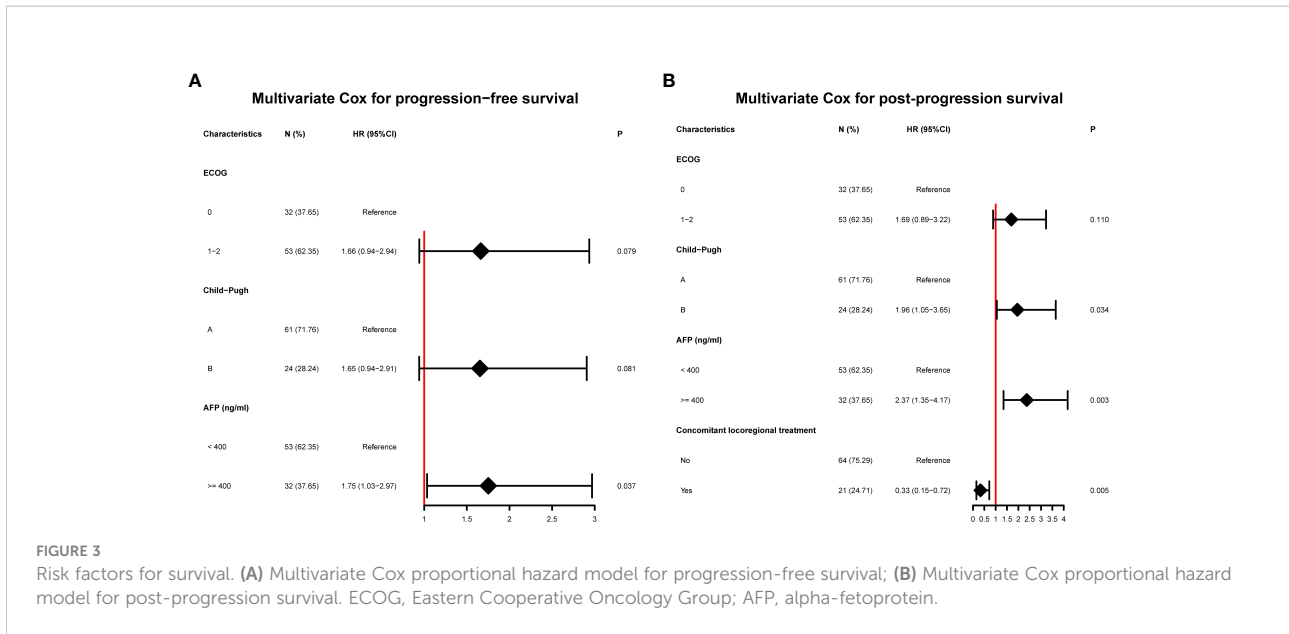 A
Multivariate Cox for progression−free survival
Characteristics N (%) HR (95%CI) P
ECOG
0 32 (37.65) Reference
1−2 53 (62.35) 1.66 (0.94−2.94) 0.079
Child−Pugh
A 61 (71.76) Reference
B 24 (28.24) 1.65 (0.94−2.91) 0.081
AFP (ng/ml)
< 400 53 (62.35) Reference
>= 400 32 (37.65) 1.75 (1.03−2.97) 0.037
1 1.5 2 2.5 3
B
Multivariate Cox for post−progression survival
Characteristics N (%) HR (95%CI) P
ECOG
0 32 (37.65) Reference
1−2 53 (62.35) 1.69 (0.89−3.22) 0.110
Child−Pugh
A 61 (71.76) Reference
B 24 (28.24) 1.96 (1.05−3.65) 0.034
AFP (ng/ml)
< 400 53 (62.35) Reference
>= 400 32 (37.65) 2.37 (1.35−4.17) 0.003
Concomitant locoregional treatment
No 64 (75.29) Reference
Yes 21 (24.71) 0.33 (0.15−0.72) 0.005
0 0.5 1 1.5 2 2.5 3 3.5 4
FIGURE 3
Risk factors for survival. (A) Multivariate Cox proportional hazard model for progression-free survival; (B) Multivariate Cox proportional hazard
model for post-progression survival. ECOG, Eastern Cooperative Oncology Group; AFP, alpha-fetoprotein.